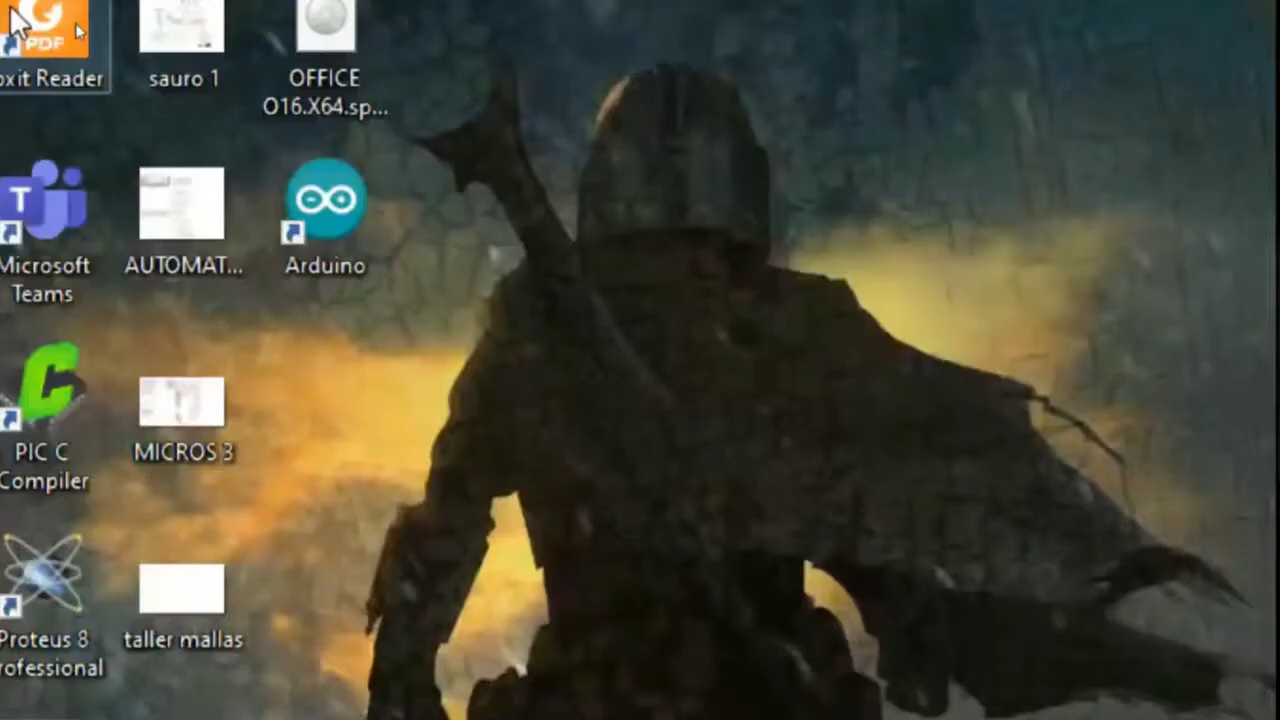 PDF
oxit Reader
sauro 1
OFFICE
O16.X64.sp...
T
Microsoft
Teams
AUTOMAT...
Arduino
PIC C
Compiler
MICROS 3
Proteus 8
rofessional
taller mallas